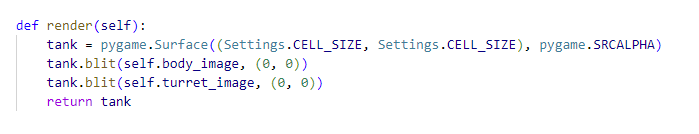 def render(self):
    tank = pygame.Surface((Settings.CELL_SIZE, Settings.CELL_SIZE), pygame.SRCALPHA)
    tank.blit(self.body_image, (0, 0))
    tank.blit(self.turret_image, (0, 0))
    return tank